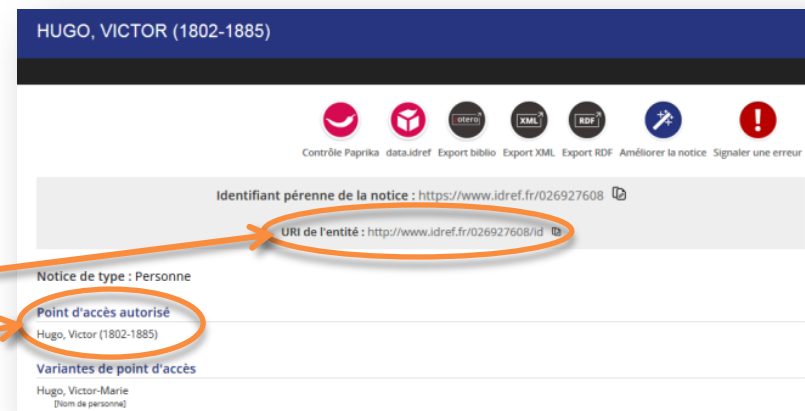 HUGO, VICTOR (1802-1885)
zotero XML RDF
Contrôle Paprika data.idref Export biblio Export XML Export RDF Améliorer la notice Signaler une erreur
Identifiant pérenne de la notice : https://www.idref.fr/026927608
URI de l'entité : http://www.idref.fr/026927608/id
Notice de type : Personne
Point d'accès autorisé
Hugo, Victor (1802-1885)
Variantes de point d'accès
Hugo, Victor-Marie
[Nom de personne]